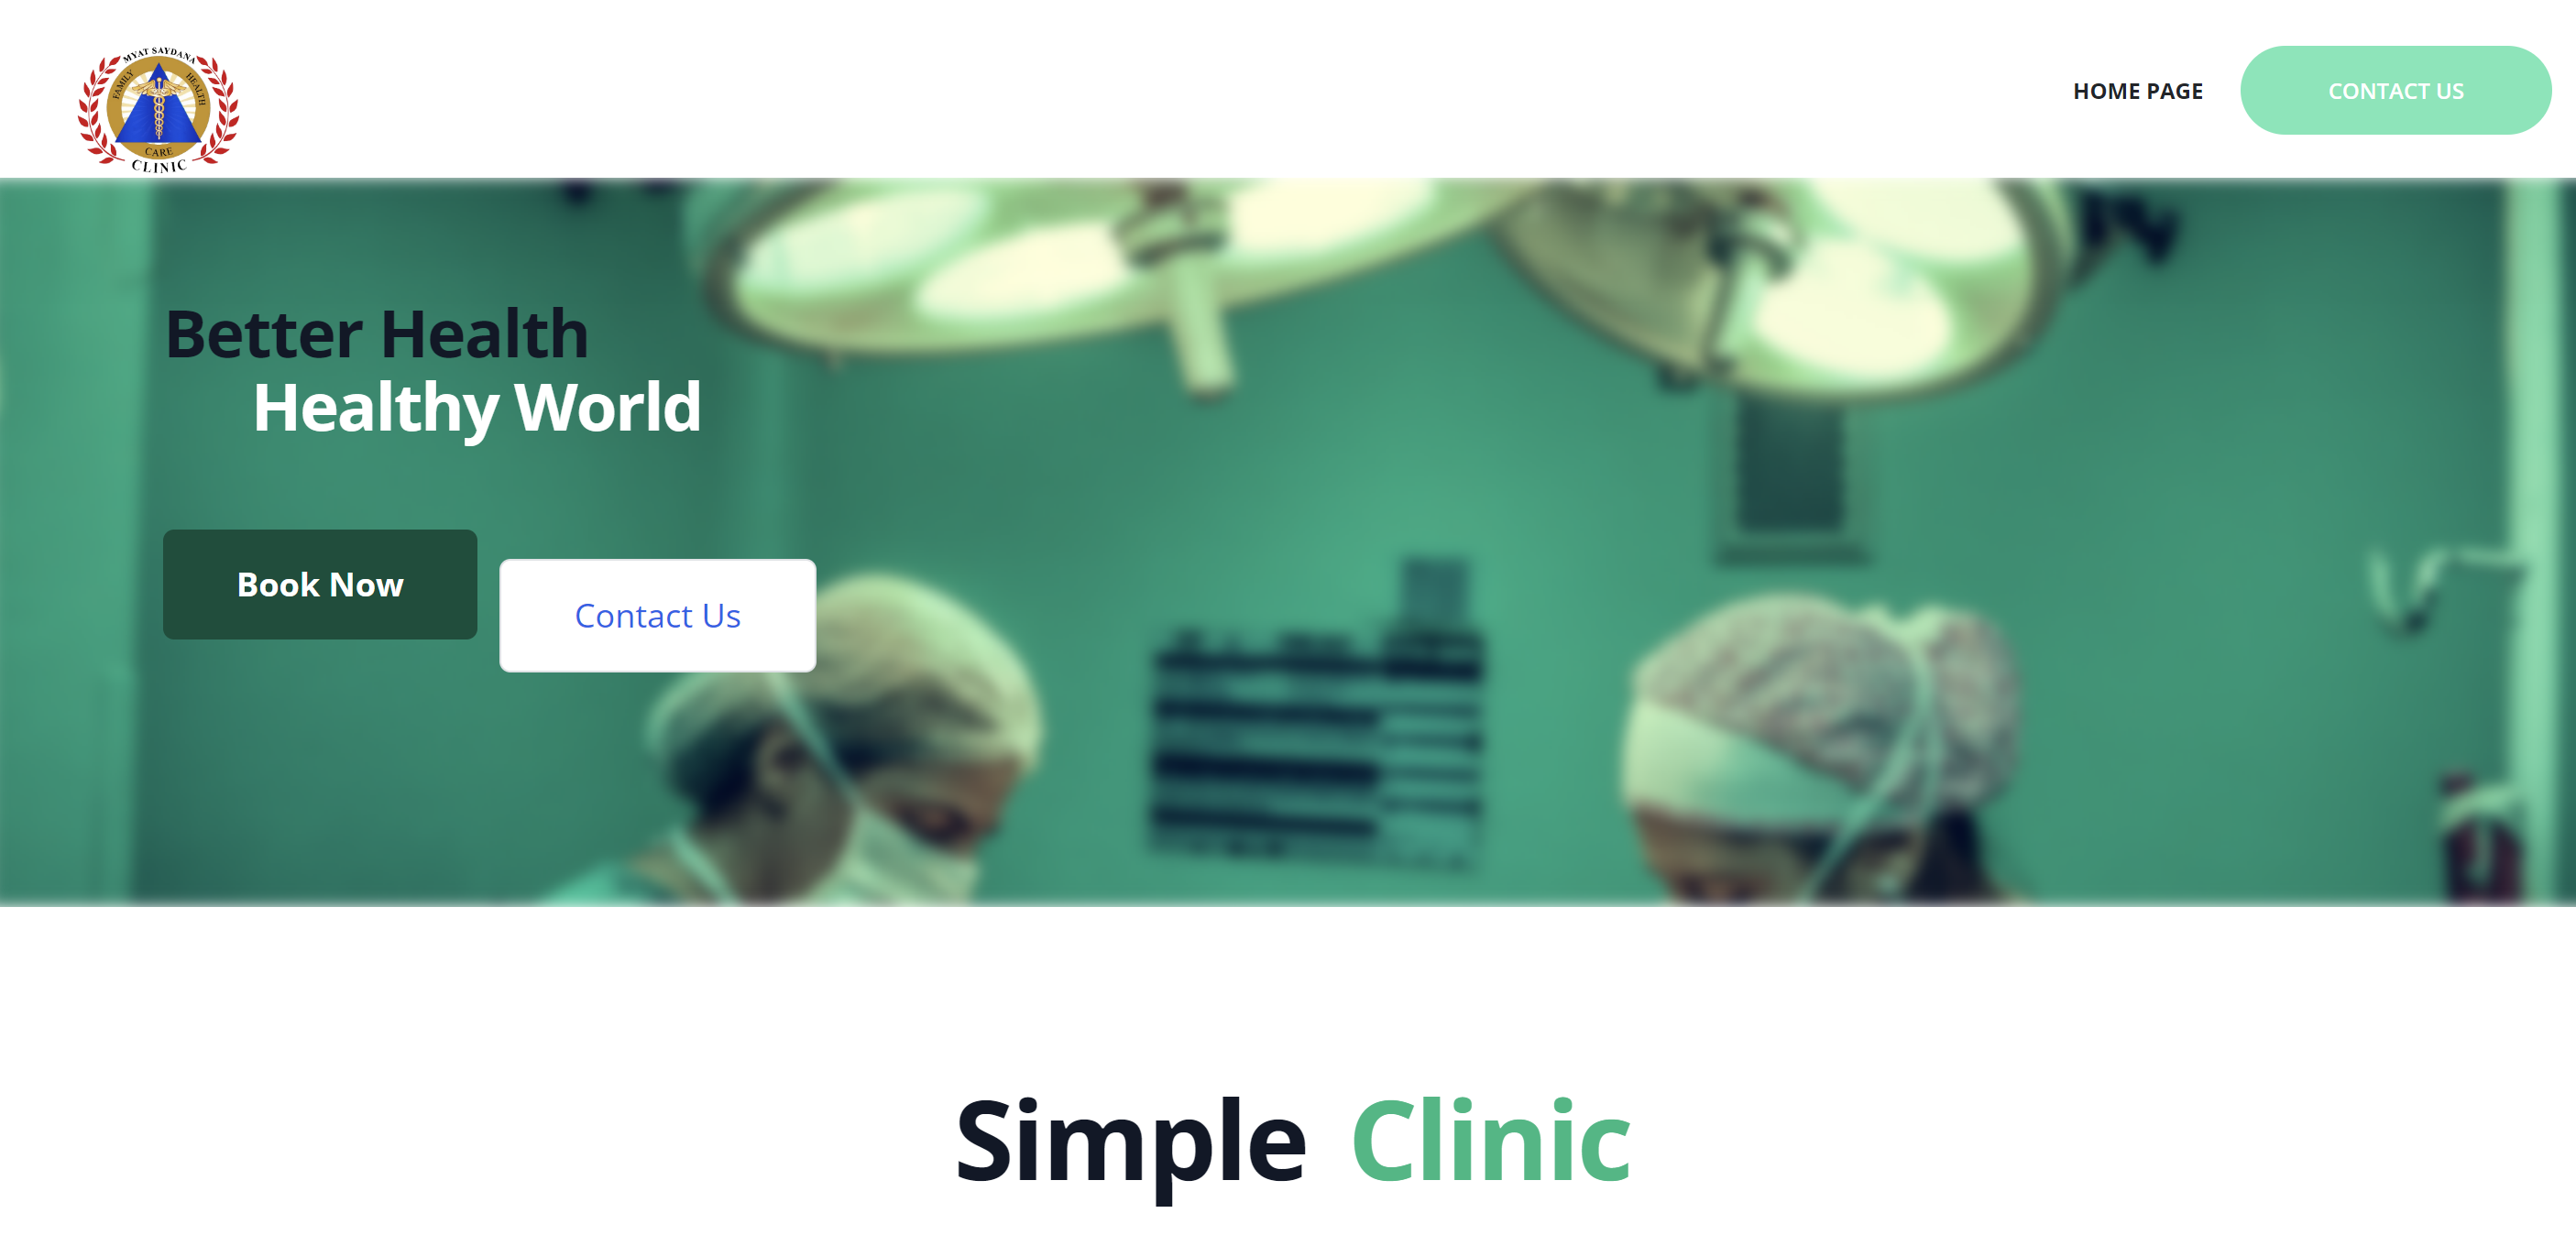 MYAT SAYDANA
FAMILY HEALTH
CARE
CLINIC
HOME PAGE
CONTACT US
Better Health
Healthy World
Book Now
Contact Us
Simple Clinic